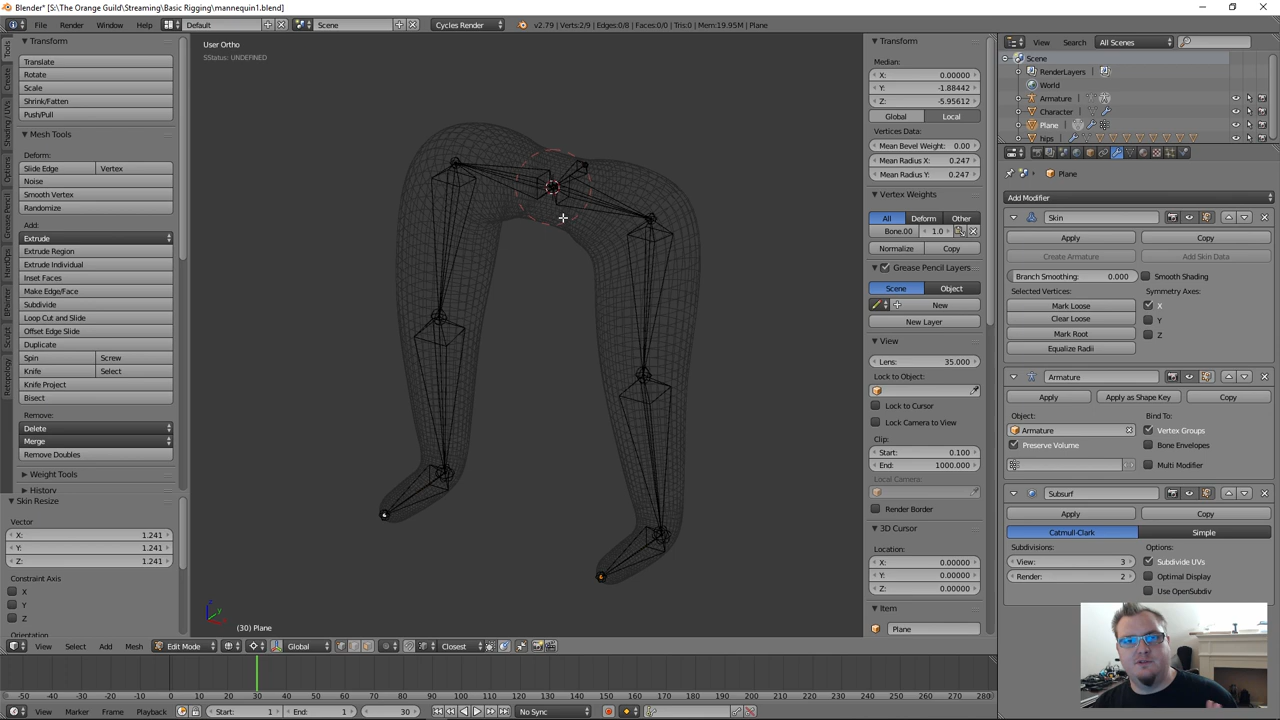 Blender* [S:\The Orange Guild\Streaming\Basic Rigging\mannequin1.blend]
File Render Window Help Default Scene Cycles Render v2.79 | Verts:2/9 | Edges:0/8 | Faces:0/0 | Tris:0 | Mem:19.95M | Plane
Tools
Create
Shading / UVs
Options
Grease Pencil
HardOps
BPainter
Sculpt
Retopology
Transform
Translate
Rotate
Scale
Shrink/Fatten
Push/Pull
Mesh Tools
Deform:
Slide Edge Vertex
Noise
Smooth Vertex
Randomize
Add:
Extrude
Extrude Region
Extrude Individual
Inset Faces
Make Edge/Face
Subdivide
Loop Cut and Slide
Offset Edge Slide
Duplicate
Spin Screw
Knife Select
Knife Project
Bisect
Remove:
Delete
Merge
Remove Doubles
Weight Tools
History
Skin Resize
Vector
X: 1.241
Y: 1.241
Z: 1.241
Constraint Axis
X
Y
Z
Orientation
User Ortho
SStatus: UNDEFINED
(30) Plane
Transform
Median:
X: 0.00000
Y: -1.88442
Z: -5.95612
Global Local
Vertices Data:
Mean Bevel Weight: 0.00
Mean Radius X: 0.247
Mean Radius Y: 0.247
Vertex Weights
All Deform Other
Bone.00 1.0
Normalize Copy
Grease Pencil Layers
Scene Object
New
New Layer
View
Lens: 35.000
Lock to Object:
Lock to Cursor
Lock Camera to View
Clip:
Start: 0.100
End: 1000.000
Local Camera
Render Border
3D Cursor
Location:
X: 0.00000
Y: 0.00000
Z: 0.00000
Item
Plane
View Search All Scenes
Scene
RenderLayers
World
Armature
Character
Plane
hips
Plane
Add Modifier
Skin
Apply Copy
Create Armature Add Skin Data
Branch Smoothing: 0.000 Smooth Shading
Selected Vertices: Symmetry Axes:
Mark Loose X
Clear Loose Y
Mark Root Z
Equalize Radii
Armature
Apply Apply as Shape Key Copy
Object: Bind To:
Armature Vertex Groups
Preserve Volume Bone Envelopes
Multi Modifier
Subsurf
Apply Copy
Catmull-Clark Simple
Subdivisions: Options:
View: 3 Subdivide UVs
Render: 2 Optimal Display
Use OpenSubdiv
View Select Add Mesh Edit Mode Global Closest
-50 -40 -30 -20 -10 0 10 20 30 40 50 60 70 80 90 100 110 120 130 140 150 160 170 180 190 200 210 220 230 240 250 260 270 280
View Marker Frame Playback Start: 1 End: 1 30 No Sync